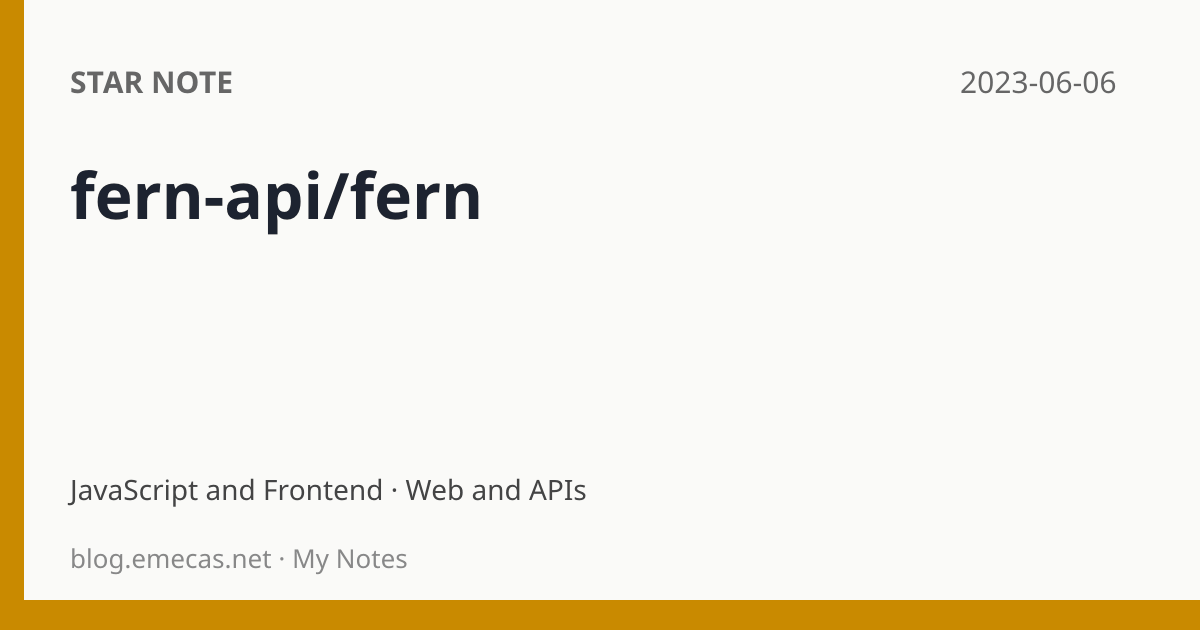 STAR NOTE
2023-06-06
fern-api/fern
JavaScript and Frontend · Web and APIs
blog.emecas.net · My Notes